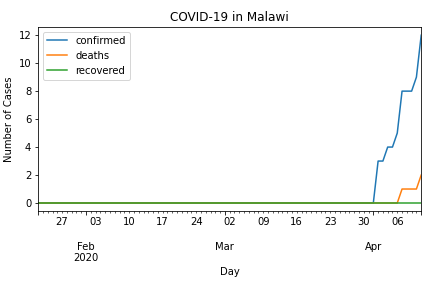 COVID-19 in Malawi
confirmed
deaths
recovered
Number of Cases
12
10
8
6
4
2
0
27 03 10 17 24 02 09 16 23 30 06
Feb Mar Apr
2020
Day